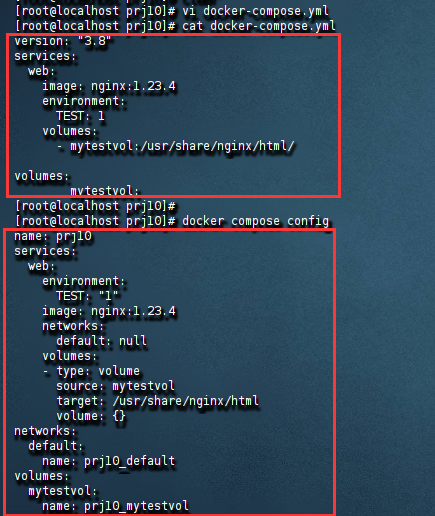 [root@localhost prj10]# vi docker-compose.yml
[root@localhost prj10]# cat docker-compose.yml
version: "3.8"
services:
  web:
    image: nginx:1.23.4
    environment:
      TEST: 1
    volumes:
      - mytestvol:/usr/share/nginx/html/

volumes:
        mytestvol:
[root@localhost prj10]#
[root@localhost prj10]# docker compose config
name: prj10
services:
  web:
    environment:
      TEST: "1"
    image: nginx:1.23.4
    networks:
      default: null
    volumes:
    - type: volume
      source: mytestvol
      target: /usr/share/nginx/html
      volume: {}
networks:
  default:
    name: prj10_default
volumes:
  mytestvol:
    name: prj10_mytestvol